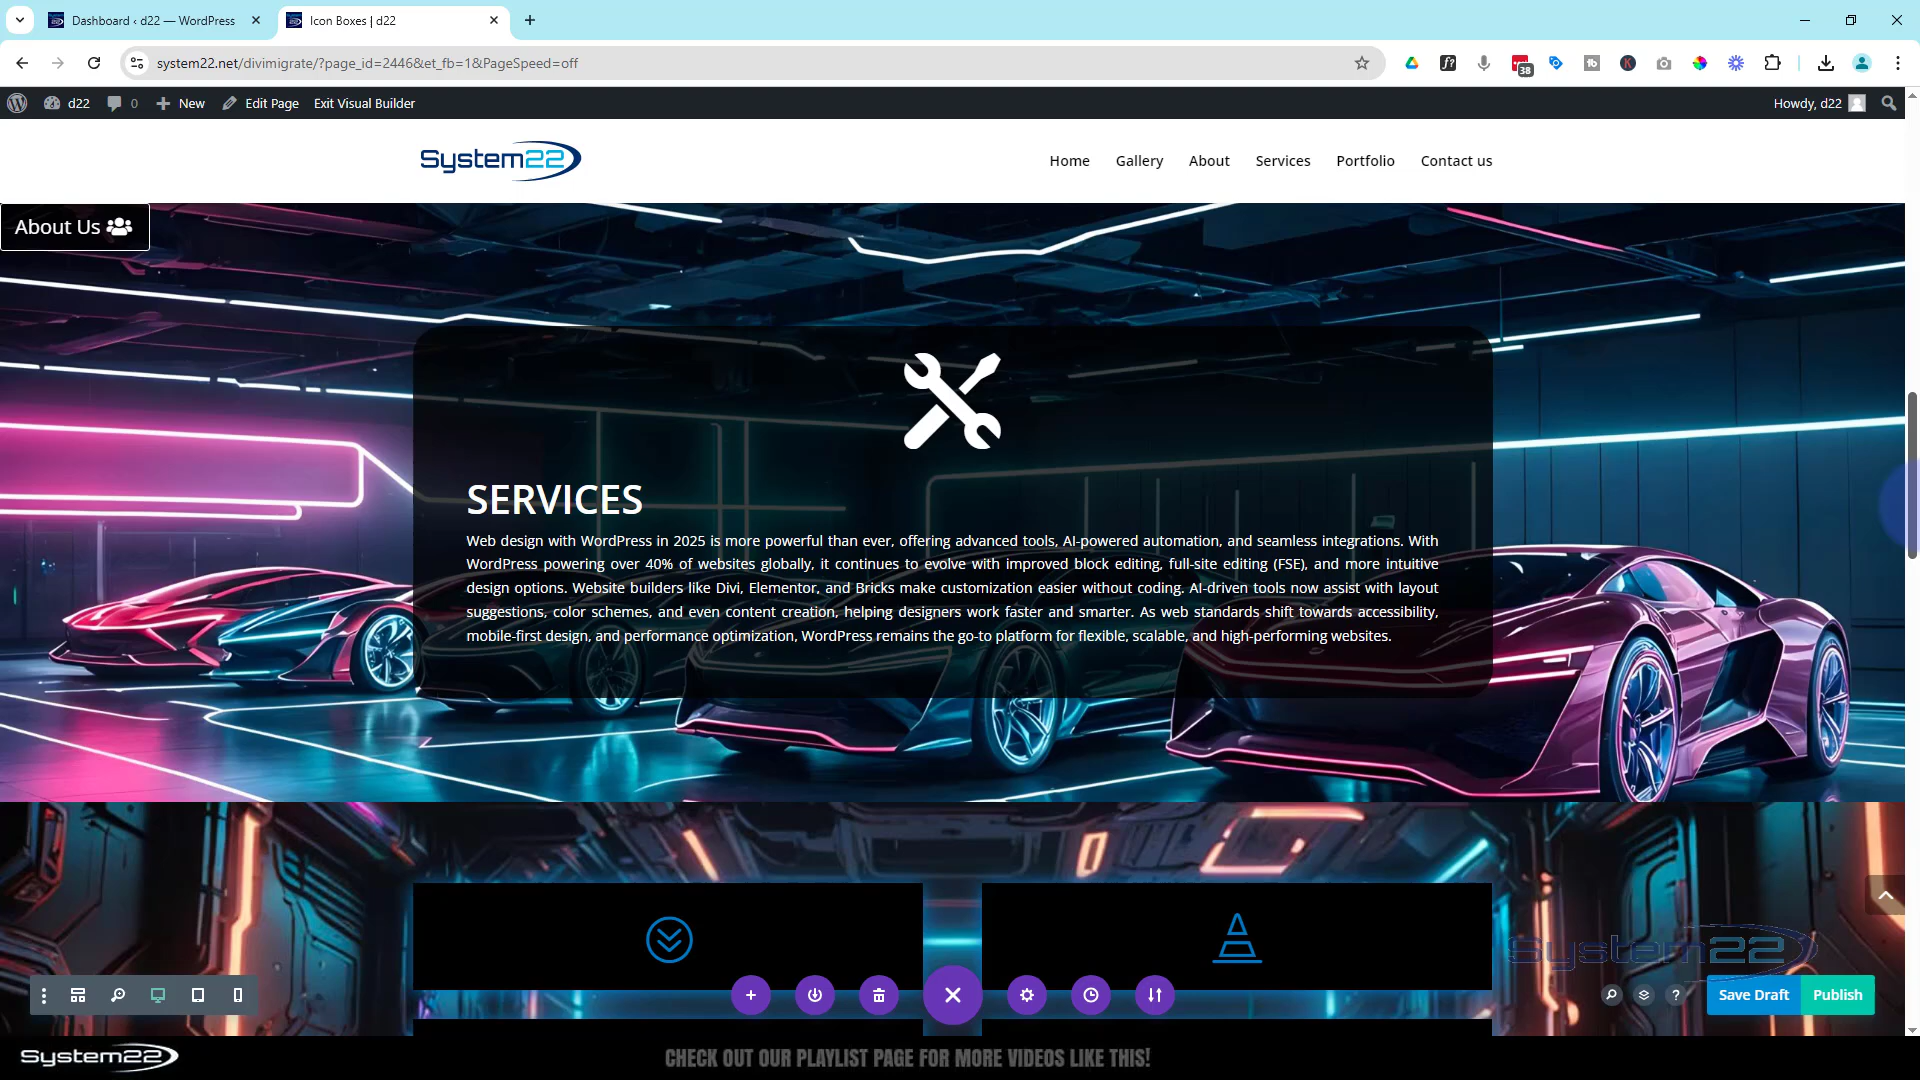 Dashboard ‹ d22 — WordPress
Icon Boxes | d22
system22.net/divimigrate/?page_id=2446&et_fb=1&PageSpeed=off
38
d22
0
New
Edit Page
Exit Visual Builder
Howdy, d22
System22
Home
Gallery
About
Services
Portfolio
Contact us
About Us
SERVICES
Web design with WordPress in 2025 is more powerful than ever, offering advanced tools, AI-powered automation, and seamless integrations. With
WordPress powering over 40% of websites globally, it continues to evolve with improved block editing, full-site editing (FSE), and more intuitive
design options. Website builders like Divi, Elementor, and Bricks make customization easier without coding. AI-driven tools now assist with layout
suggestions, color schemes, and even content creation, helping designers work faster and smarter. As web standards shift towards accessibility,
mobile-first design, and performance optimization, WordPress remains the go-to platform for flexible, scalable, and high-performing websites.
System22
Save Draft
Publish
System22
CHECK OUT OUR PLAYLIST PAGE FOR MORE VIDEOS LIKE THIS!